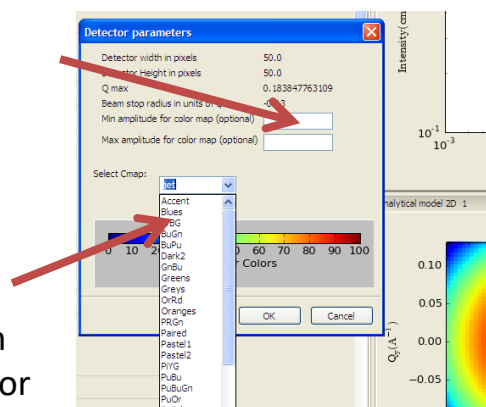 Detector parameters
Detector width in pixels 50.0
Height in pixels 50.0
Q max 0.183847763109
Beam stop radius in units of
Min amplitude for color map (optional)
Max amplitude for color map (optional)
Select Cmap:
jet
Accent
Blues
BuGn
BuPu
Dark2
GnBu
Greens
Greys
OrRd
Oranges
PRGn
Paired
Pastel1
Pastel2
PiYG
PuBu
PuBuGn
PuOr
0 10 60 70 80 90 100
Colors
OK Cancel
Intensity(cm
10-1
10-3
2D 1
0.10
0.05
0.00
−0.05
Qy(A−1)
n
or